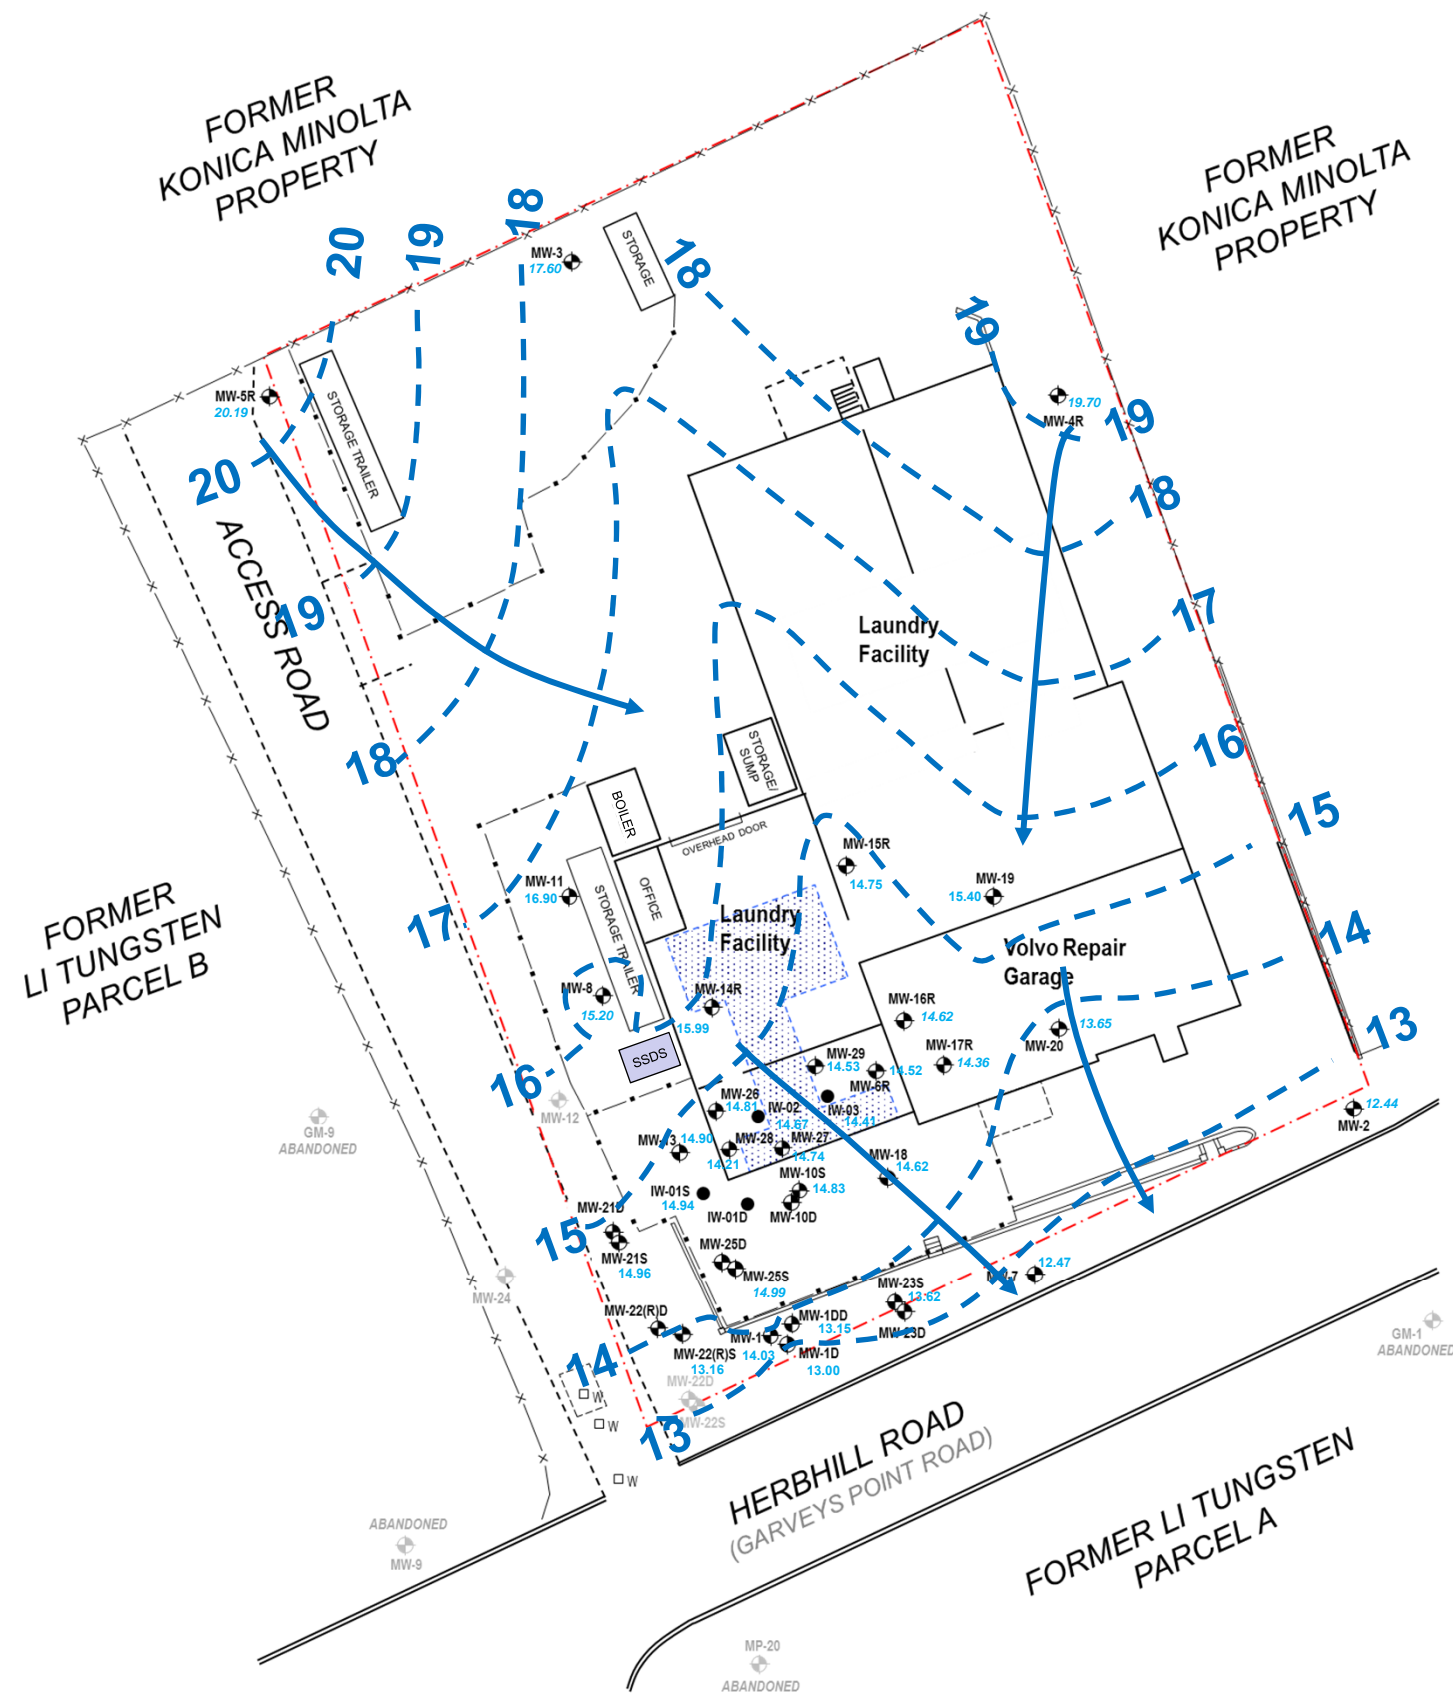 FORMER
KONICA MINOLTA
PROPERTY
FORMER
KONICA MINOLTA
PROPERTY
20
19
18
MW-3
17.60
STORAGE
18
19
MW-5R
20.19
STORAGE TRAILER
19.70
MW-4R
19
20
18
ACCESS ROAD
19
17
Laundry
Facility
18
STORAGE/
SUMP
16
BOILER
OVERHEAD DOOR
15
MW-15R
14.75
MW-11
16.90
OFFICE
STORAGE TRAILER
MW-19
15.40
FORMER
LI TUNGSTEN
PARCEL B
17
Laundry
Facility
Volvo Repair
Garage
14
MW-8
15.20
MW-14R
15.99
MW-16R
14.62
13.65
MW-20
13
SSDS
16
MW-29
14.53
MW-17R
14.36
14.52
MW-6R
MW-12
MW-26
14.81
IW-02
14.67
IW-03
14.41
12.44
MW-2
GM-9
ABANDONED
MW-13
14.90
MW-28
14.21
MW-27
14.74
MW-18
14.62
MW-10S
14.83
MW-10D
IW-01S
14.94
IW-01D
MW-21D
15
MW-21S
14.96
MW-25D
MW-25S
14.99
MW-24
12.47
MW-7
MW-23S
13.62
MW-23D
MW-22(R)D
MW-22(R)S
13.16
MW-1DD
13.15
MW-1
14.03
MW-1D
13.00
14
MW-22D
MW-22S
GM-1
ABANDONED
W
W
13
W
HERBHILL ROAD
(GARVEYS POINT ROAD)
FORMER LI TUNGSTEN
PARCEL A
ABANDONED
MW-9
MP-20
ABANDONED